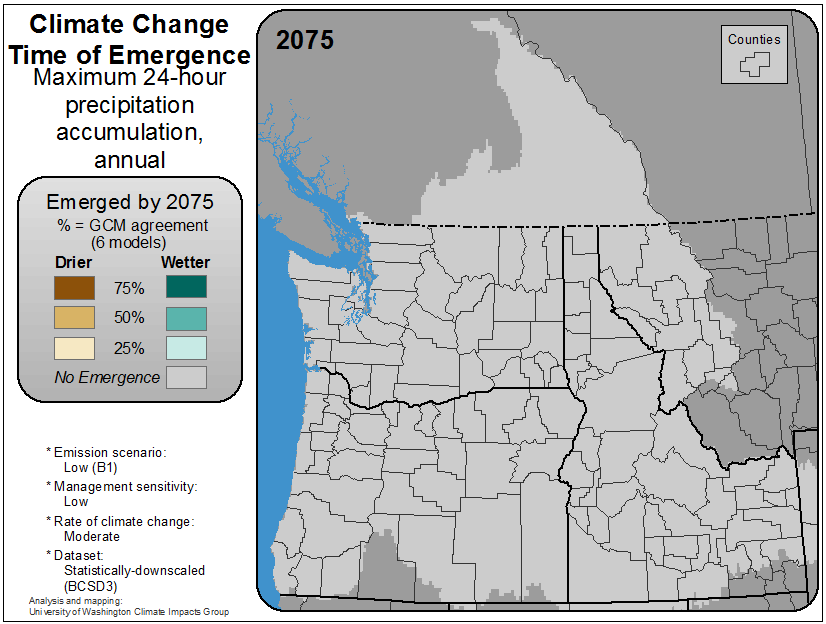 Climate Change
Time of Emergence
Maximum 24-hour
precipitation
accumulation,
annual
Emerged by 2075
% = GCM agreement
(6 models)
Drier Wetter
75%
50%
25%
No Emergence
* Emission scenario:
Low (B1)
* Management sensitivity:
Low
* Rate of climate change:
Moderate
* Dataset:
Statistically-downscaled
(BCSD3)
Analysis and mapping:
University of Washington Climate Impacts Group
2075
Counties